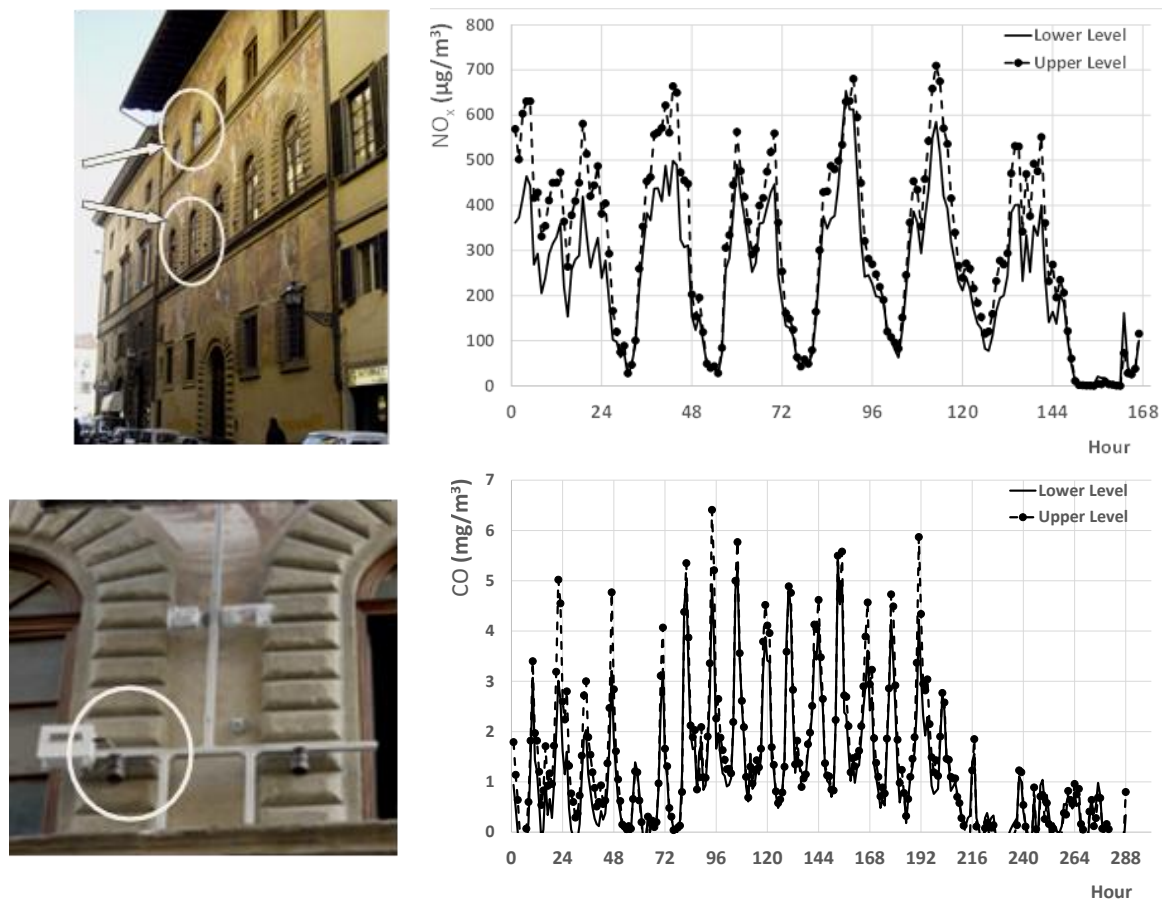 800
700
600
500
400
300
200
100
0
NOₓ (µg/m³)
Lower Level
Upper Level
0 24 48 72 96 120 144 168
Hour
7
6
5
4
3
2
1
0
CO (mg/m³)
Lower Level
Upper Level
0 24 48 72 96 120 144 168 192 216 240 264 288
Hour